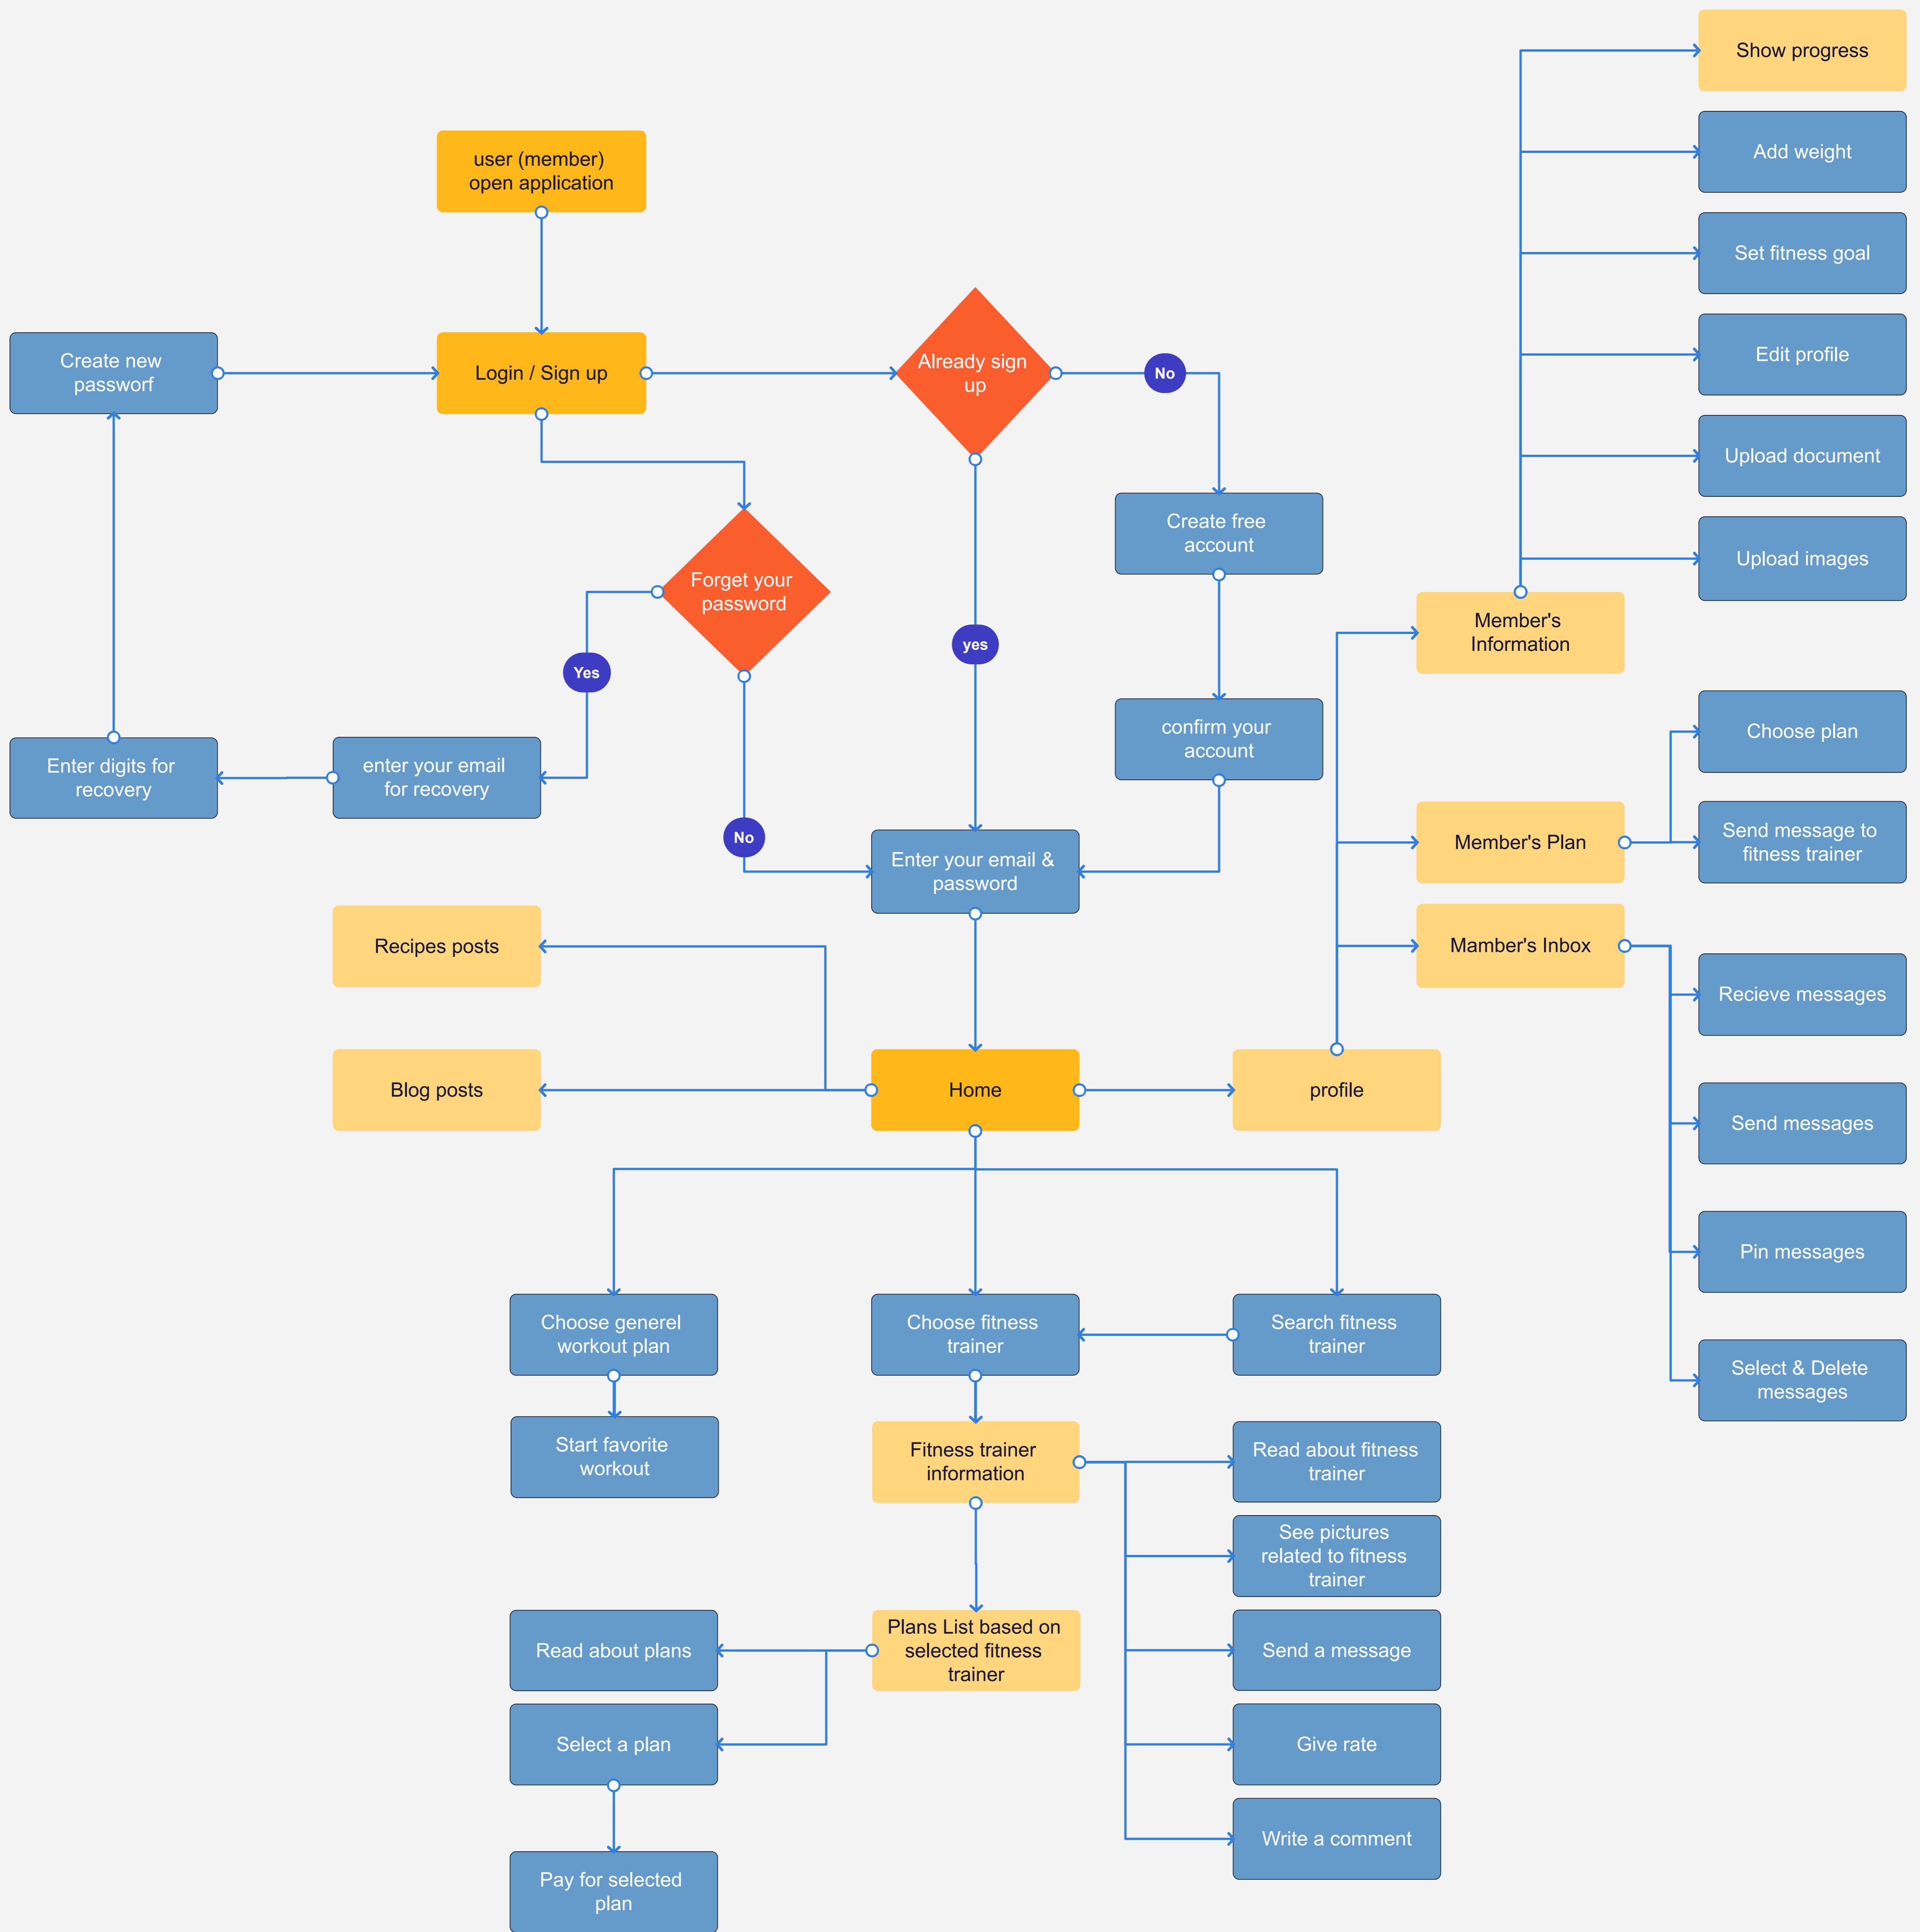 Show progress
user (member)
open application
Add weight
Set fitness goal
Create new
passworf
Login / Sign up
Already sign
up
No
Edit profile
Upload document
Create free
account
Upload images
Forget your
password
Member's
Information
yes
Yes
Enter digits for
recovery
enter your email
for recovery
confirm your
account
Choose plan
No
Enter your email &
password
Member's Plan
Send message to
fitness trainer
Recipes posts
Mamber's Inbox
Recieve messages
Blog posts
Home
profile
Send messages
Pin messages
Choose generel
workout plan
Choose fitness
trainer
Search fitness
trainer
Select & Delete
messages
Start favorite
workout
Fitness trainer
information
Read about fitness
trainer
See pictures
related to fitness
trainer
Read about plans
Plans List based on
selected fitness
trainer
Send a message
Select a plan
Give rate
Write a comment
Pay for selected
plan